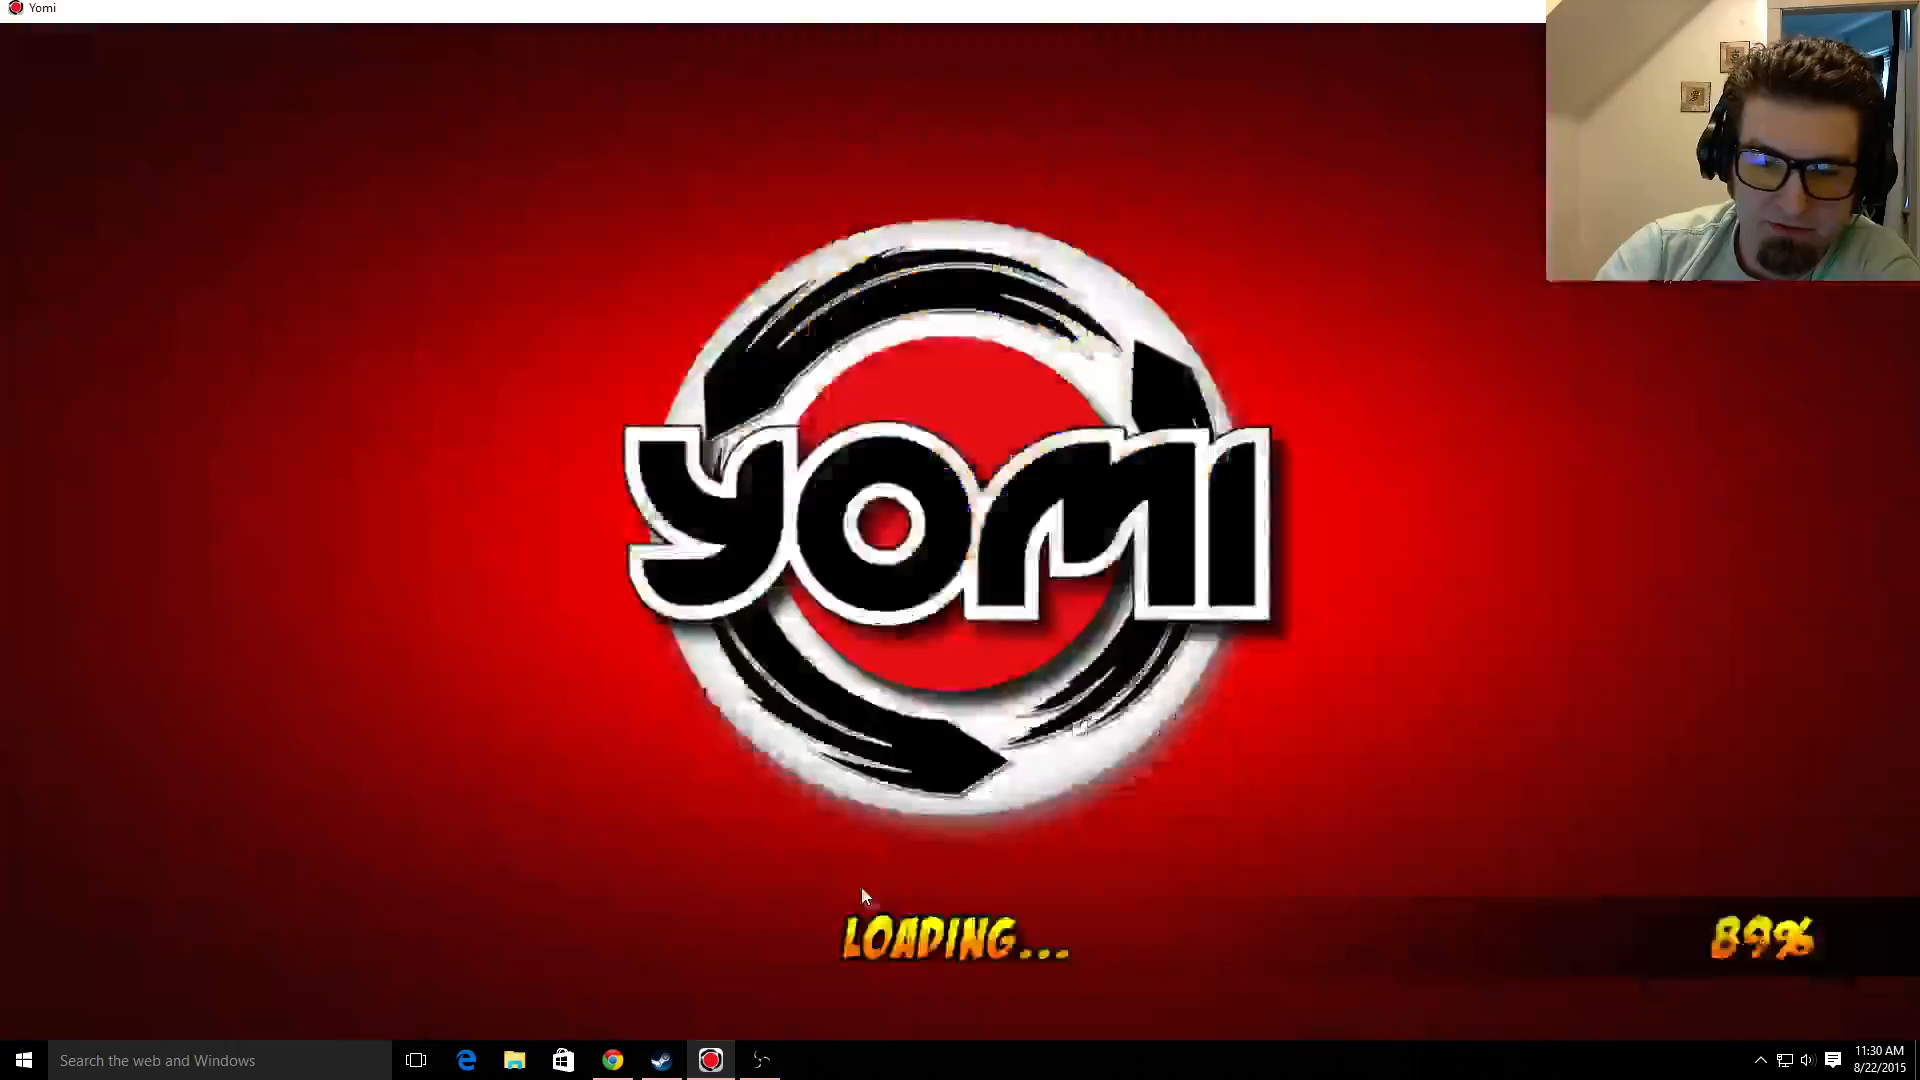 Yomi
YOMI
LOADING...
89%
Search the web and Windows
11:30 AM
8/22/2015